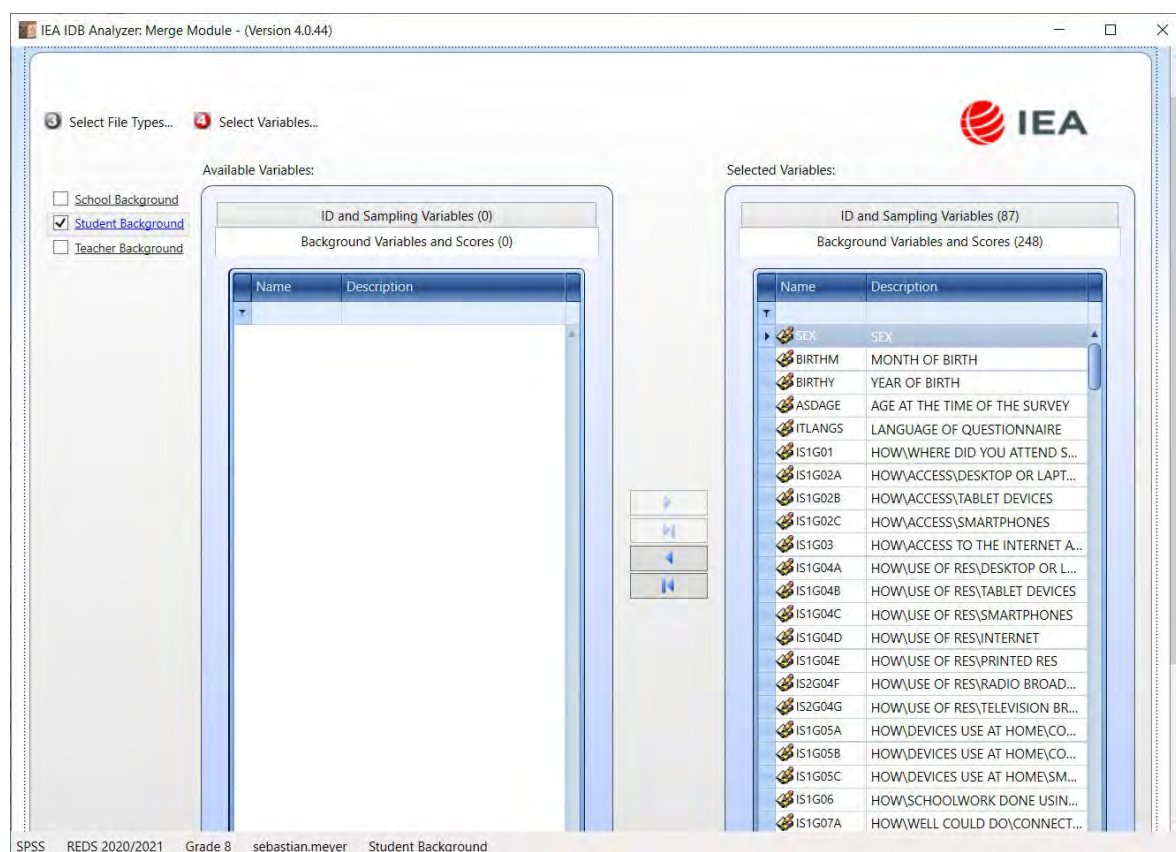 IEA IDB Analyzer: Merge Module - (Version 4.0.44)
3 Select File Types... 4 Select Variables...
IEA
Available Variables:
Selected Variables:
School Background
Student Background
Teacher Background
ID and Sampling Variables (0)
Background Variables and Scores (0)
Name Description
ID and Sampling Variables (87)
Background Variables and Scores (248)
Name Description
SEX SEX
BIRTHM MONTH OF BIRTH
BIRTHY YEAR OF BIRTH
ASDAGE AGE AT THE TIME OF THE SURVEY
ITLANGS LANGUAGE OF QUESTIONNAIRE
IS1G01 HOW\WHERE DID YOU ATTEND S...
IS1G02A HOW\ACCESS\DESKTOP OR LAPT...
IS1G02B HOW\ACCESS\TABLET DEVICES
IS1G02C HOW\ACCESS\SMARTPHONES
IS1G03 HOW\ACCESS TO THE INTERNET A...
IS1G04A HOW\USE OF RES\DESKTOP OR L...
IS1G04B HOW\USE OF RES\TABLET DEVICES
IS1G04C HOW\USE OF RES\SMARTPHONES
IS1G04D HOW\USE OF RES\INTERNET
IS1G04E HOW\USE OF RES\PRINTED RES
IS2G04F HOW\USE OF RES\RADIO BROAD...
IS2G04G HOW\USE OF RES\TELEVISION BR...
IS1G05A HOW\DEVICES USE AT HOME\CO...
IS1G05B HOW\DEVICES USE AT HOME\CO...
IS1G05C HOW\DEVICES USE AT HOME\SM...
IS1G06 HOW\SCHOOLWORK DONE USIN...
IS1G07A HOW\WELL COULD DO\CONNECT...
SPSS REDS 2020/2021 Grade 8 sebastian.meyer Student Background